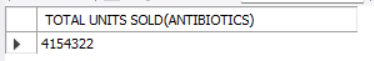 TOTAL UNITS SOLD(ANTIBIOTICS)
4154322